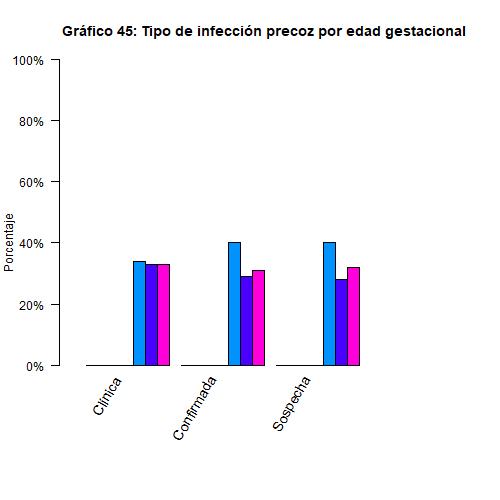 Gráfico 45: Tipo de infección precoz por edad gestacional
100%
80%
60%
40%
20%
0%
Porcentaje
Clínica
Confirmada
Sospecha